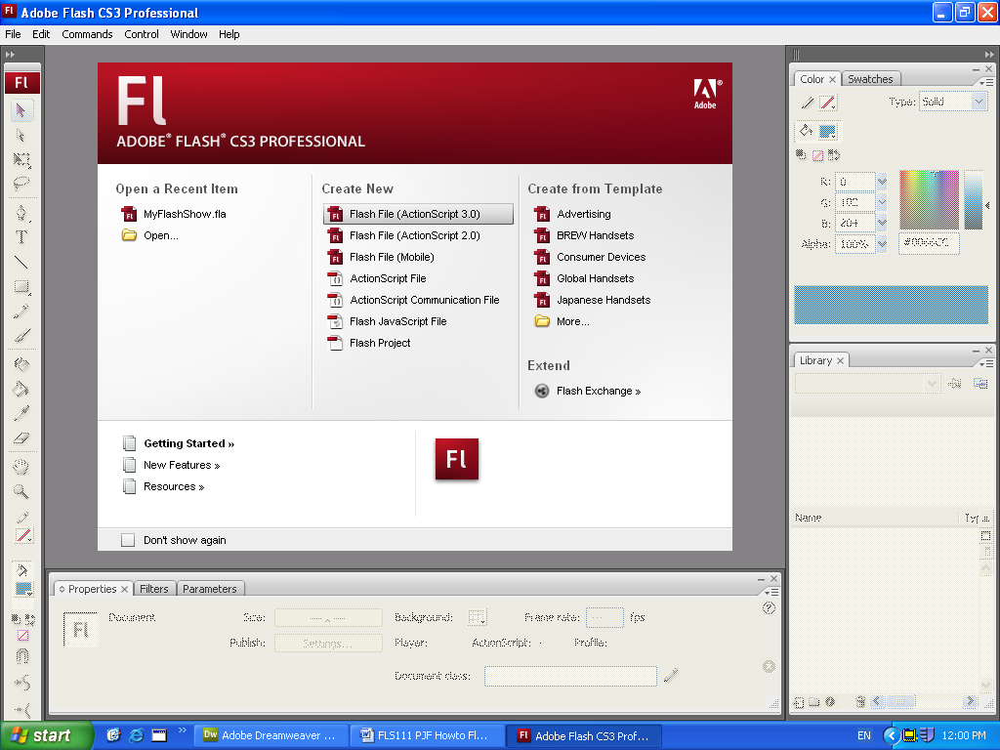 Adobe Flash CS3 Professional
File Edit Commands Control Window Help
Fl
T
Fl
Adobe
ADOBE® FLASH® CS3 PROFESSIONAL
Open a Recent Item
MyFlashShow.fla
Open...
Create New
Flash File (ActionScript 3.0)
Flash File (ActionScript 2.0)
Flash File (Mobile)
ActionScript File
ActionScript Communication File
Flash JavaScript File
Flash Project
Create from Template
Advertising
BREW Handsets
Consumer Devices
Global Handsets
Japanese Handsets
More...
Extend
Flash Exchange »
Getting Started »
New Features »
Resources »
Fl
Don't show again
Color Swatches
Type: Solid
R: 0
G: 102
B: 204
Alpha: 100%
#0066CC
Library
Name Type
Properties Filters Parameters
Fl
Document
Size:
Background:
Frame rate: fps
Publish: Settings...
Player: ActionScript: Profile:
Document class:
start
Dw Adobe Dreamweaver ...
FLS111 PJF Howto Fl...
Fl Adobe Flash CS3 Prof...
EN
12:00 PM